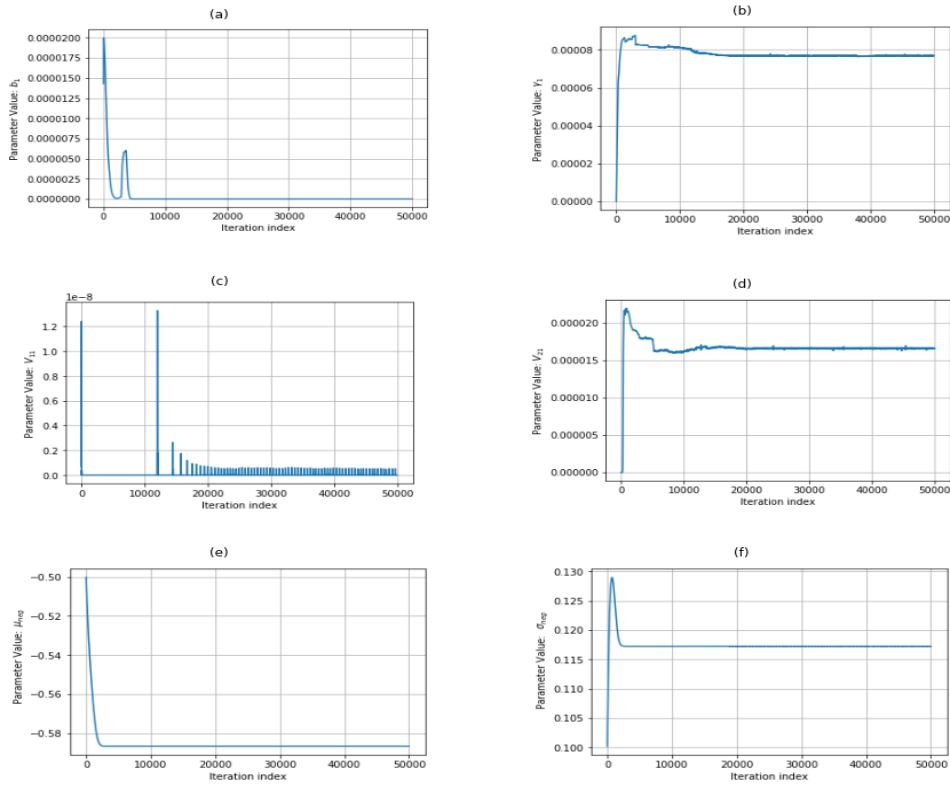 (a)
0.0000200
0.0000175
0.0000150
0.0000125
0.0000100
0.0000075
0.0000050
0.0000025
0.0000000
Parameter Value: b₁
0 10000 20000 30000 40000 50000
Iteration index
(b)
0.00008
0.00006
0.00004
0.00002
0.00000
Parameter Value: γ₁
0 10000 20000 30000 40000 50000
Iteration index
(c)
1e−8
1.2
1.0
0.8
0.6
0.4
0.2
0.0
Parameter Value: V₁₁
0 10000 20000 30000 40000 50000
Iteration index
(d)
0.000020
0.000015
0.000010
0.000005
0.000000
Parameter Value: V₂₁
0 10000 20000 30000 40000 50000
Iteration index
(e)
−0.50
−0.52
−0.54
−0.56
−0.58
Parameter Value: μ_neg
0 10000 20000 30000 40000 50000
Iteration index
(f)
0.130
0.125
0.120
0.115
0.110
0.105
0.100
Parameter Value: σ_neg
0 10000 20000 30000 40000 50000
Iteration index